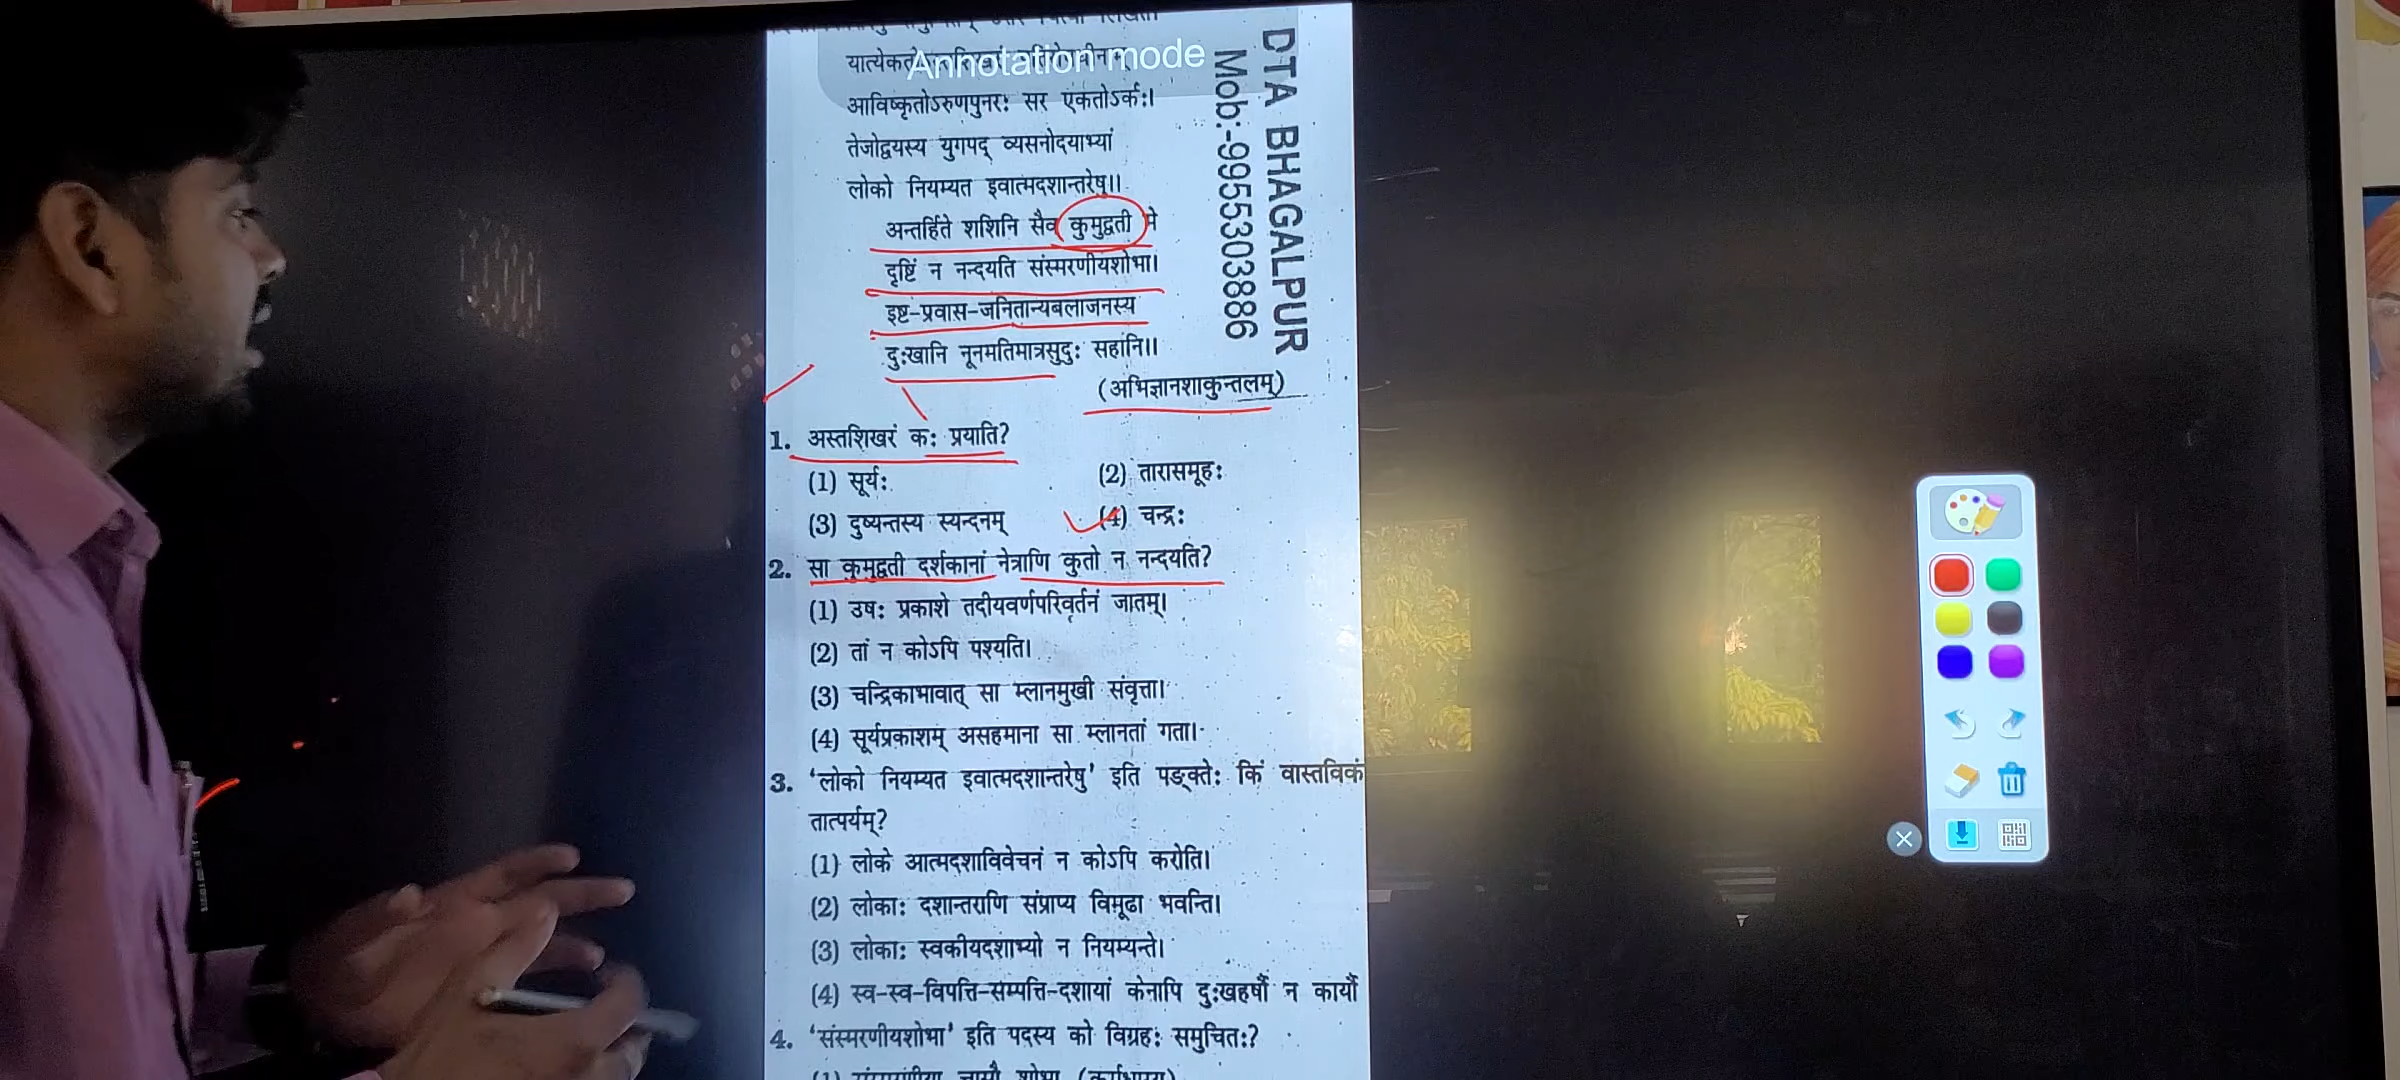 Annotation mode
आविष्कृतोऽरुणपुनरः सर एकतोऽर्कः।
तेजोद्वयस्य युगपद् व्यसनोदयाभ्यां
लोको नियम्यत इवात्मदशान्तरेषु।।
अन्तर्हिते शशिनि सैव कुमुद्वती मे
दृष्टिं न नन्दयति संस्मरणीयशोभा।
इष्ट-प्रवास-जनितान्यबलाजनस्य
दुःखानि नूनमतिमात्रसुदुः सहांनि।।
(अभिज्ञानशाकुन्तलम्)
1. अस्तशिखरं कः प्रयाति?
(1) सूर्यः
(2) तारासमूहः
(3) दुष्यन्तस्य स्यन्दनम्
(4) चन्द्रः
2. सा कुमुद्वती दर्शकानां नेत्राणि कुतो न नन्दयति?
(1) उषः प्रकाशे तदीयवर्णपरिवर्तनं जातम्।
(2) तां न कोऽपि पश्यति।
(3) चन्द्रिकाभावात् सा म्लानमुखी संवृत्ता।
(4) सूर्यप्रकाशम् असहमाना सा म्लानतां गता।
3. 'लोको नियम्यत इवात्मदशान्तरेषु' इति पङ्क्तेः किं वास्तविकं
तात्पर्यम्?
(1) लोके आत्मदशाविवेचनं न कोऽपि करोति।
(2) लोकाः दशान्तराणि संप्राप्य विमूढा भवन्ति।
(3) लोकाः स्वकीयदशाभ्यो न नियम्यन्ते।
(4) स्व-स्व-विपत्ति-सम्पत्ति-दशायां केनापि दुःखहर्षौ न कार्यौ
4. 'संस्मरणीयशोभा' इति पदस्य को विग्रहः समुचितः?
DTA BHAGALPUR
Mob:-9955303886